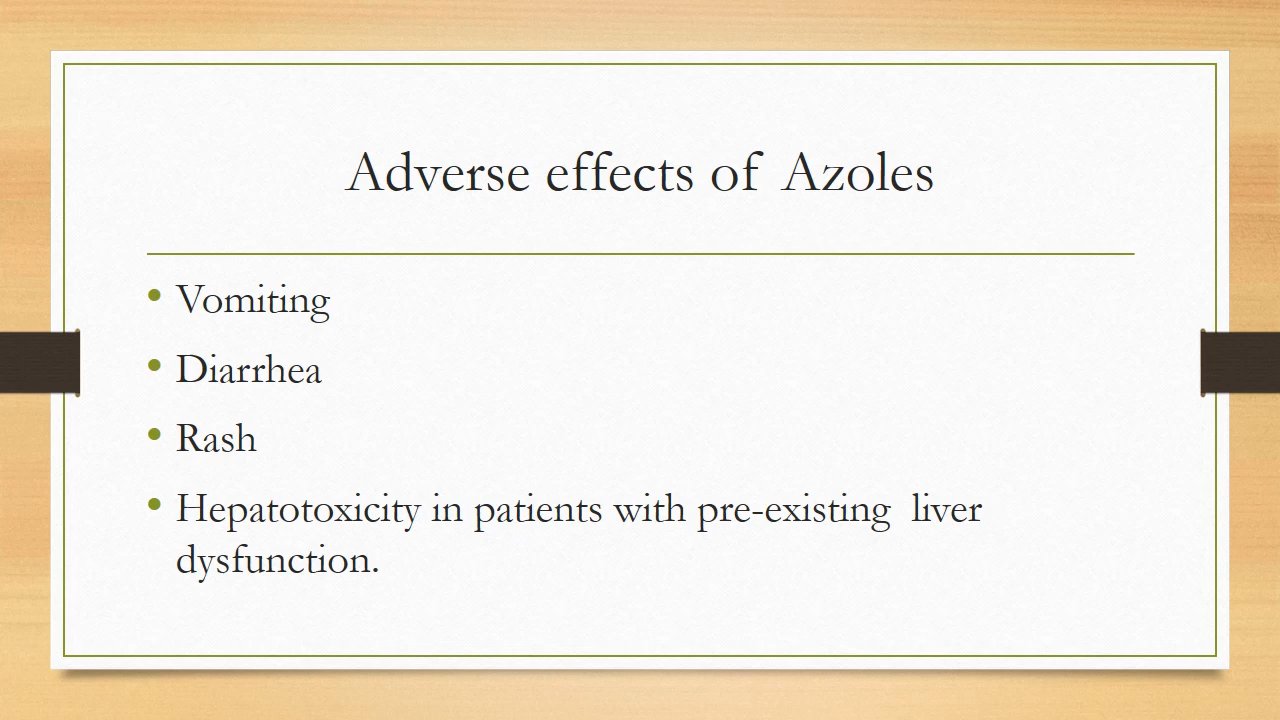 Adverse effects of Azoles
• Vomiting
• Diarrhea
• Rash
• Hepatotoxicity in patients with pre-existing  liver
dysfunction.